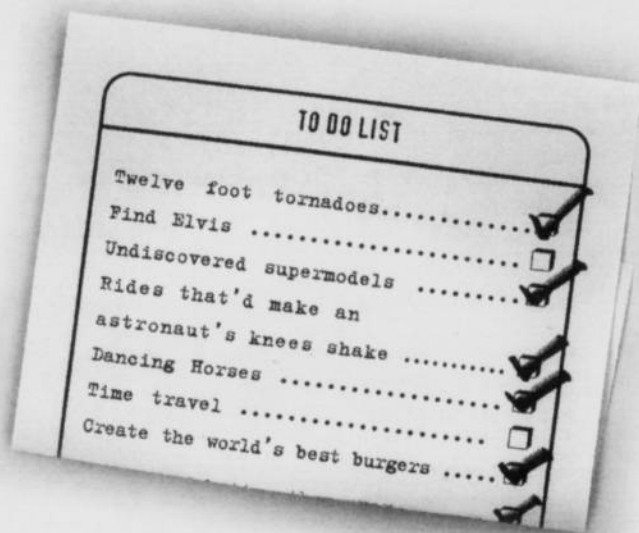 TO DO LIST
Twelve foot tornadoes..............
Find Elvis ..........................
Undiscovered supermodels ..........
Rides that'd make an
astronaut's knees shake ...........
Dancing Horses ......................
Time travel .........................
Create the world's best burgers .....